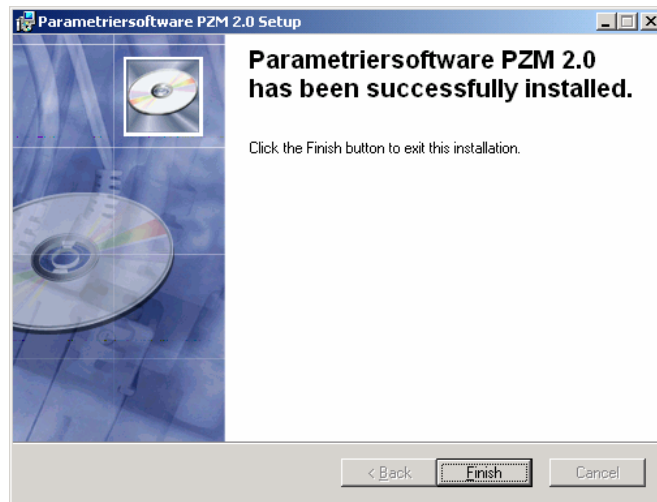 Parametriersoftware PZM 2.0 Setup
Parametriersoftware PZM 2.0
has been successfully installed.
Click the Finish button to exit this installation.
< Back Finish Cancel